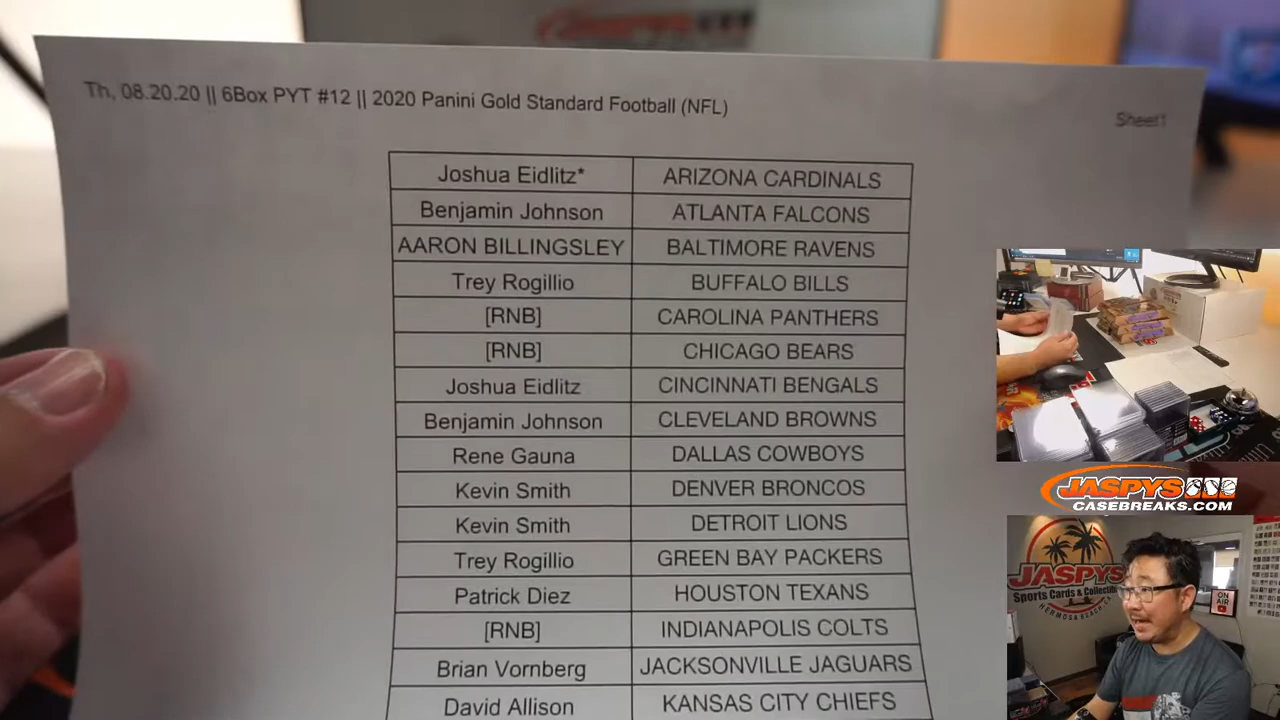 JASPYS
Th, 08.20.20 || 6Box PYT #12 || 2020 Panini Gold Standard Football (NFL)
Sheet1
Joshua Eidlitz* ARIZONA CARDINALS
Benjamin Johnson ATLANTA FALCONS
AARON BILLINGSLEY BALTIMORE RAVENS
Trey Rogillio BUFFALO BILLS
[RNB] CAROLINA PANTHERS
[RNB] CHICAGO BEARS
Joshua Eidlitz CINCINNATI BENGALS
Benjamin Johnson CLEVELAND BROWNS
Rene Gauna DALLAS COWBOYS
Kevin Smith DENVER BRONCOS
Kevin Smith DETROIT LIONS
Trey Rogillio GREEN BAY PACKERS
Patrick Diez HOUSTON TEXANS
[RNB] INDIANAPOLIS COLTS
Brian Vornberg JACKSONVILLE JAGUARS
David Allison KANSAS CITY CHIEFS
JASPYS
CASEBREAKS.COM
JASPYS
Sports Cards & Collectibles
HERMOSA BEACH, CA
ON AIR